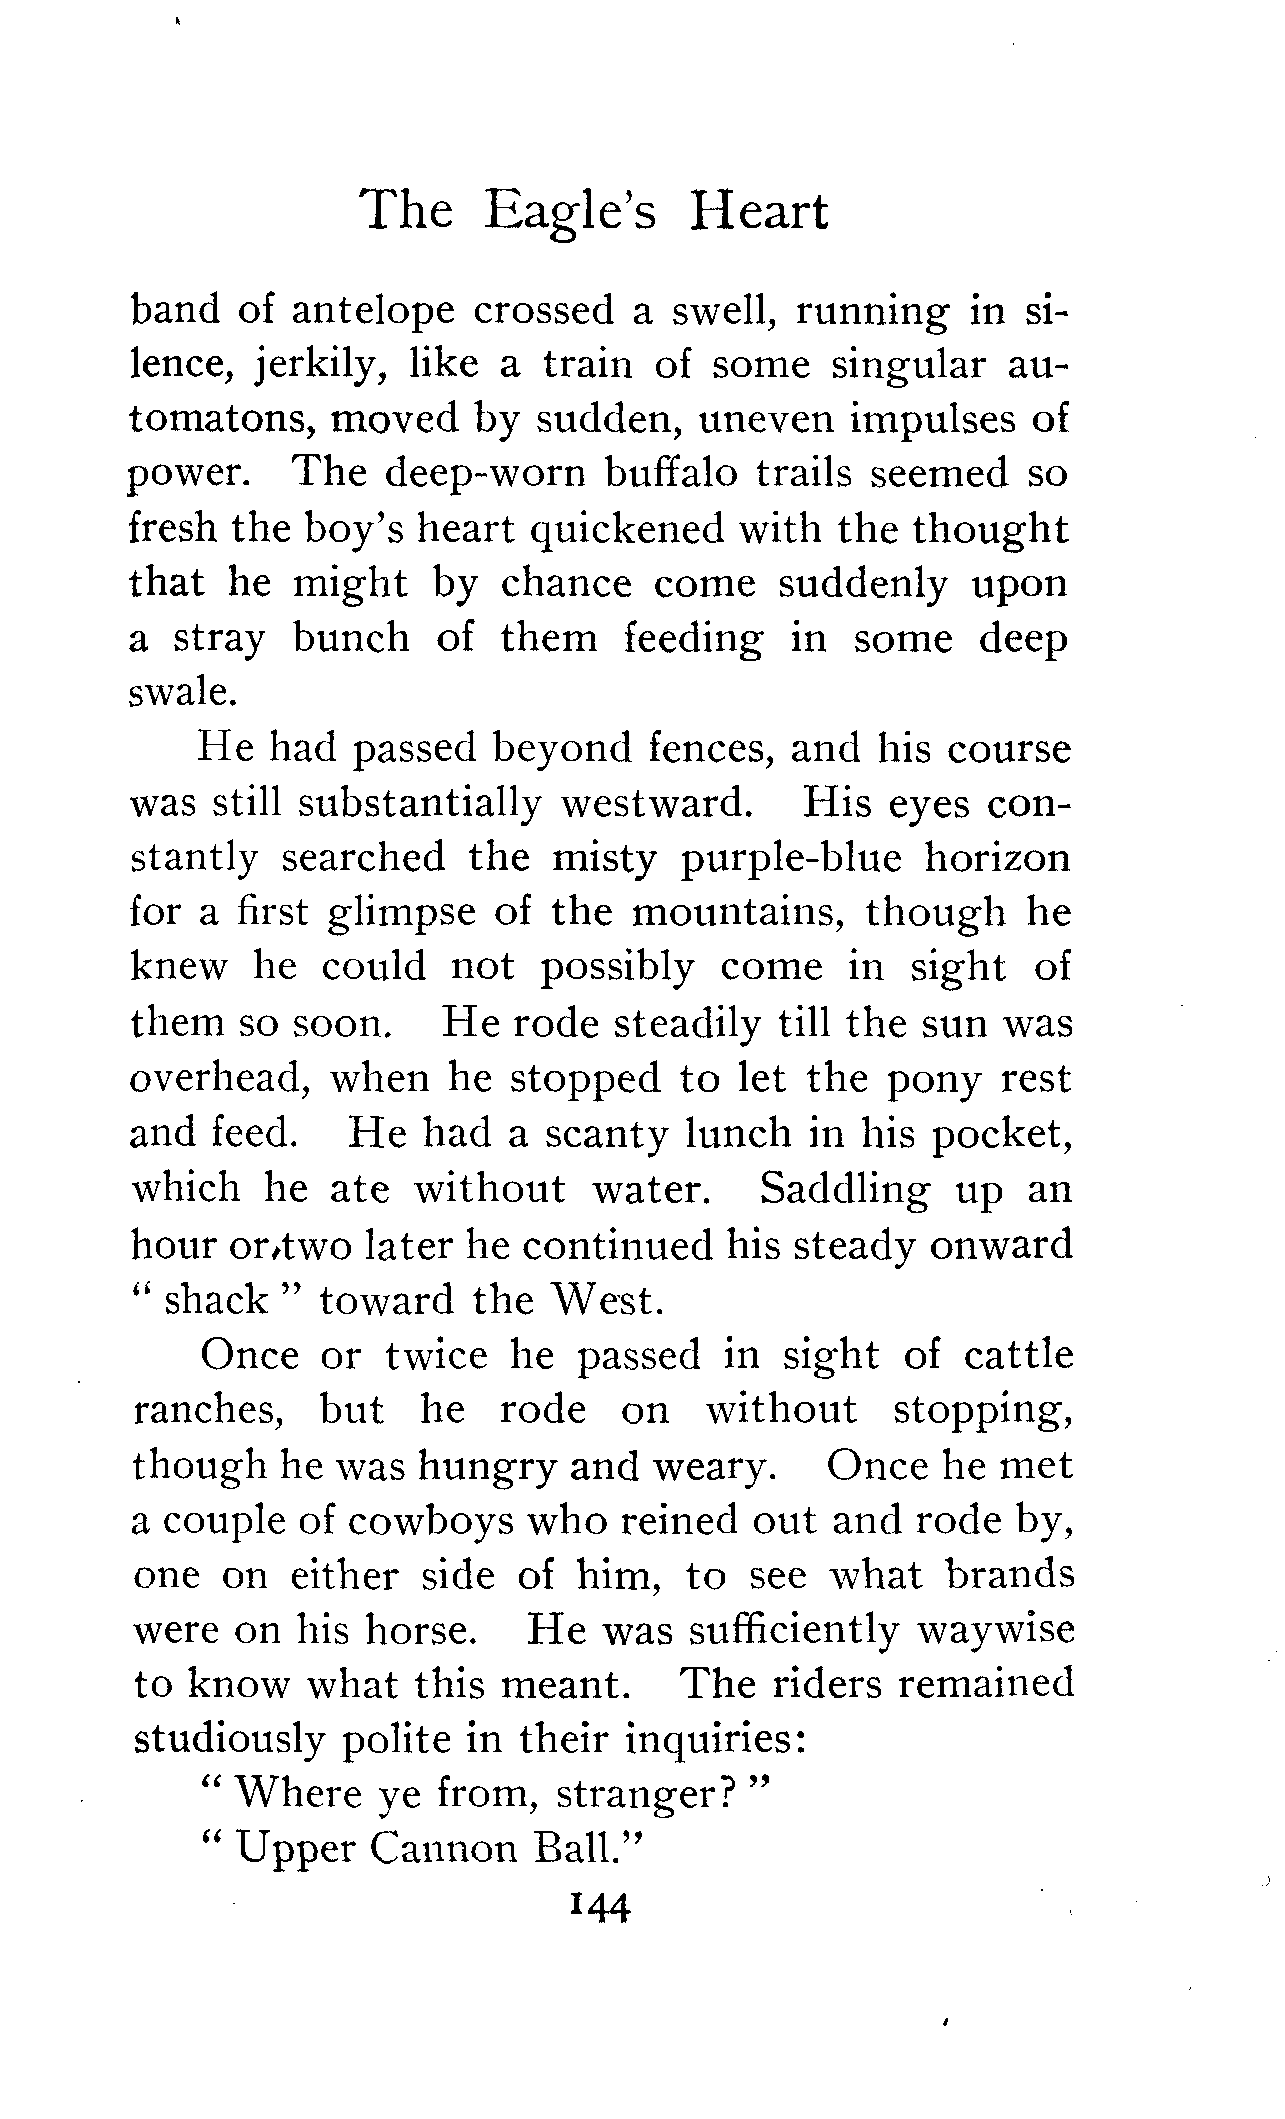 The Eagle's Heart
band of antelope crossed a swell, running in si-
lence, jerkily, like a train of some singular au-
tomatons, moved by sudden, uneven impulses of
power. The deep-worn buffalo trails seemed so
fresh the boy's heart quickened with the thought
that he might by chance come suddenly upon
a stray bunch of them feeding in some deep
swale.
He had passed beyond fences, and his course
was still substantially westward. His eyes con-
stantly searched the misty purple-blue horizon
for a first glimpse of the mountains, though he
knew he could not possibly come in sight of
them so soon. He rode steadily till the sun was
overhead, when he stopped to let the pony rest
and feed. He had a scanty lunch in his pocket,
which he ate without water. Saddling up an
hour or two later he continued his steady onward
" shack " toward the West.
Once or twice he passed in sight of cattle
ranches, but he rode on without stopping,
though he was hungry and weary. Once he met
a couple of cowboys who reined out and rode by,
one on either side of him, to see what brands
were on his horse. He was sufficiently waywise
to know what this meant. The riders remained
studiously polite in their inquiries:
" Where ye from, stranger? "
" Upper Cannon Ball."
144